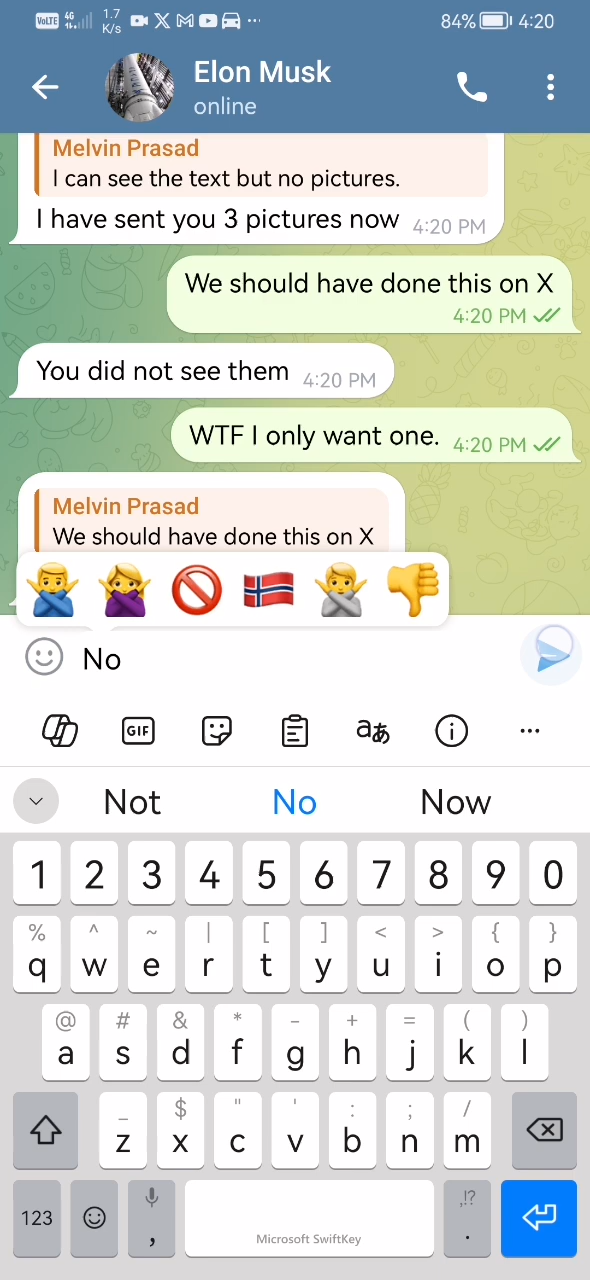 VoLTE 4G 1.7 K/s 84% 4:20
Elon Musk
online
Melvin Prasad
I can see the text but no pictures.
I have sent you 3 pictures now 4:20 PM
We should have done this on X
4:20 PM
You did not see them 4:20 PM
WTF I only want one. 4:20 PM
Melvin Prasad
We should have done this on X
No
GIF aあ
Not No Now
1 2 3 4 5 6 7 8 9 0
% ^ ~ | [ ] < > { }
q w e r t y u i o p
@ # & * - + = ( )
a s d f g h j k l
_ $ " ' : ; /
z x c v b n m
,!?
123 , Microsoft SwiftKey .